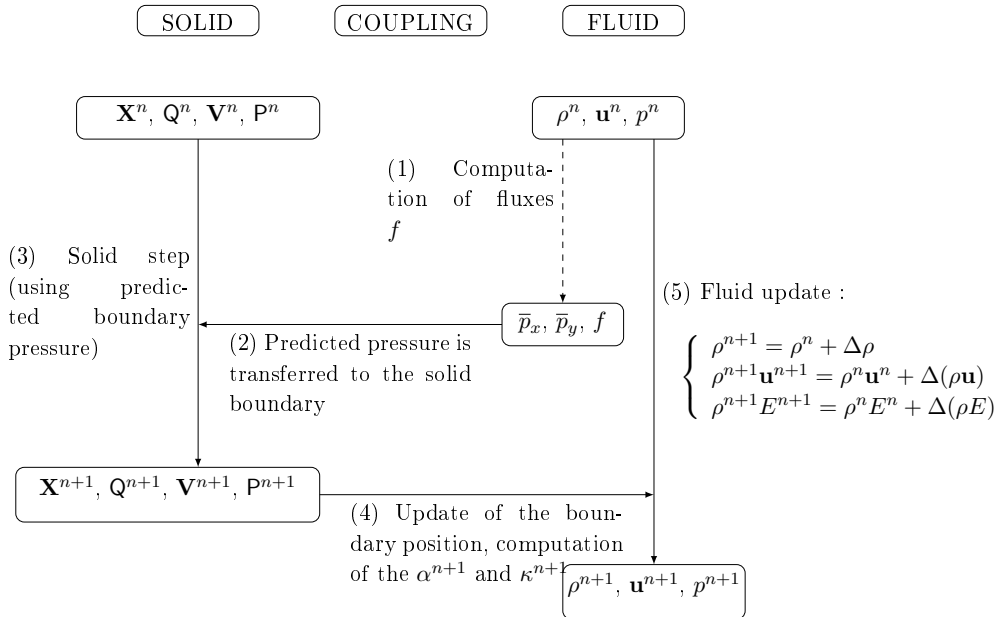 SOLID
COUPLING
FLUID
𝐗ⁿ, Qⁿ, 𝐕ⁿ, Pⁿ
ρⁿ, 𝐮ⁿ, pⁿ
(1) Computa-
tion of fluxes
f
(3) Solid step
(using predic-
ted boundary
pressure)
p̅ₓ, p̅_y, f
(2) Predicted pressure is
transferred to the solid
boundary
(5) Fluid update :
ρⁿ⁺¹ = ρⁿ + Δρ
ρⁿ⁺¹𝐮ⁿ⁺¹ = ρⁿ𝐮ⁿ + Δ(ρ𝐮)
ρⁿ⁺¹Eⁿ⁺¹ = ρⁿEⁿ + Δ(ρE)
𝐗ⁿ⁺¹, Qⁿ⁺¹, 𝐕ⁿ⁺¹, Pⁿ⁺¹
(4) Update of the boun-
dary position, computation
of the αⁿ⁺¹ and κⁿ⁺¹
ρⁿ⁺¹, 𝐮ⁿ⁺¹, pⁿ⁺¹